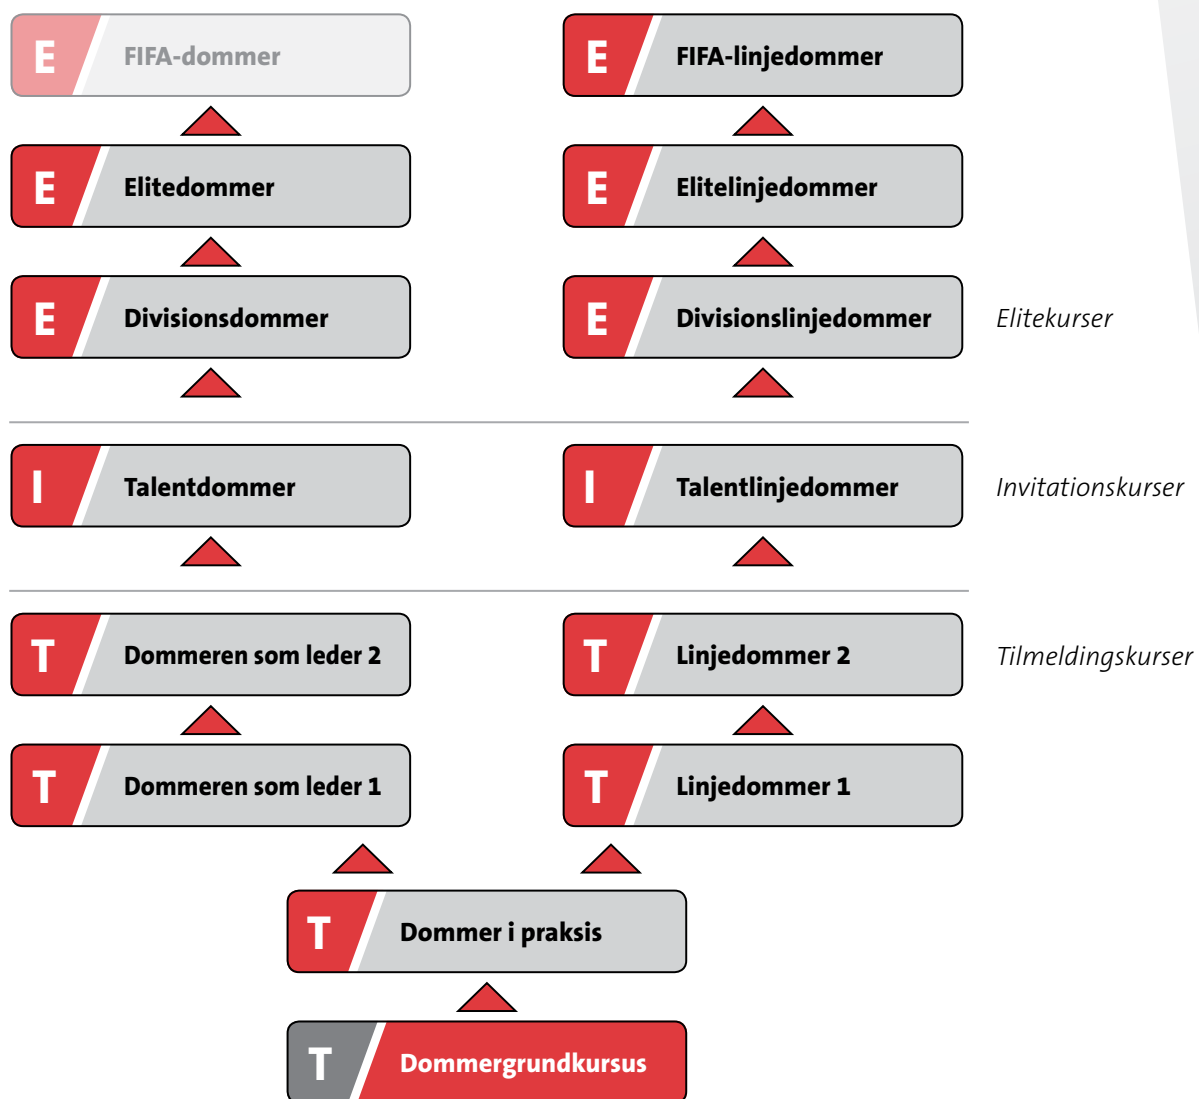 E FIFA-dommer
E FIFA-linjedommer
E Elitedommer
E Elitelinjedommer
E Divisionsdommer
E Divisionslinjedommer
Elitekurser
I Talentdommer
I Talentlinjedommer
Invitationskurser
T Dommeren som leder 2
T Linjedommer 2
Tilmeldingskurser
T Dommeren som leder 1
T Linjedommer 1
T Dommer i praksis
T Dommergrundkursus